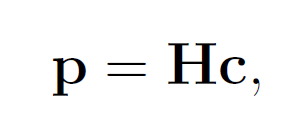 p = Hc,